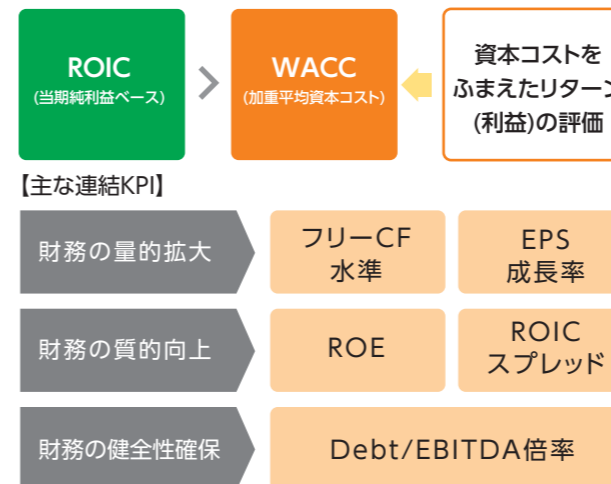 ROIC
(当期純利益ベース)
WACC
(加重平均資本コスト)
資本コストを
ふまえたリターン
(利益)の評価
【主な連結KPI】
財務の量的拡大
フリーCF
水準
EPS
成長率
財務の質的向上
ROE
ROIC
スプレッド
財務の健全性確保
Debt/EBITDA倍率